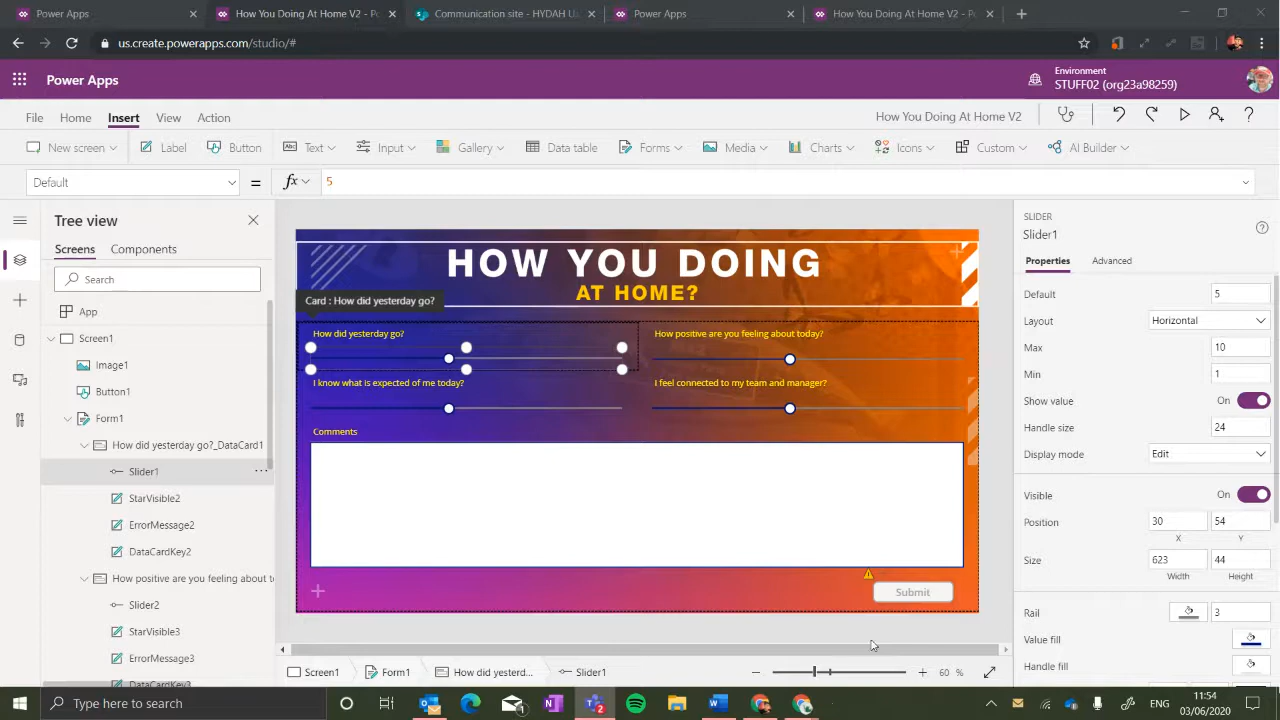 Power Apps
How You Doing At Home V2 - Po
Communication site - HYDAH Us
Power Apps
How You Doing At Home V2 - Po
us.create.powerapps.com/studio/#
Power Apps
Environment
STUFF02 (org23a98259)
File
Home
Insert
View
Action
How You Doing At Home V2
New screen
Label
Button
Text
Input
Gallery
Data table
Forms
Media
Charts
Icons
Custom
AI Builder
Default
=
fx
5
Tree view
Screens
Components
Search
App
Screen1
Image1
Button1
Form1
How did yesterday go?_DataCard1
Slider1
StarVisible2
ErrorMessage2
DataCardKey2
How positive are you feeling about to
Slider2
StarVisible3
ErrorMessage3
DataCardKey3
HOW YOU DOING
AT HOME?
Card : How did yesterday go?
How did yesterday go?
How positive are you feeling about today?
I know what is expected of me today?
I feel connected to my team and manager?
Comments
Submit
Screen1
Form1
How did yesterd...
Slider1
60 %
SLIDER
Slider1
Properties
Advanced
Default
5
Layout
Horizontal
Max
10
Min
1
Show value
On
Handle size
24
Display mode
Edit
Visible
On
Position
30
54
X
Y
Size
623
44
Width
Height
Rail
3
Value fill
Handle fill
Type here to search
11:54
03/06/2020